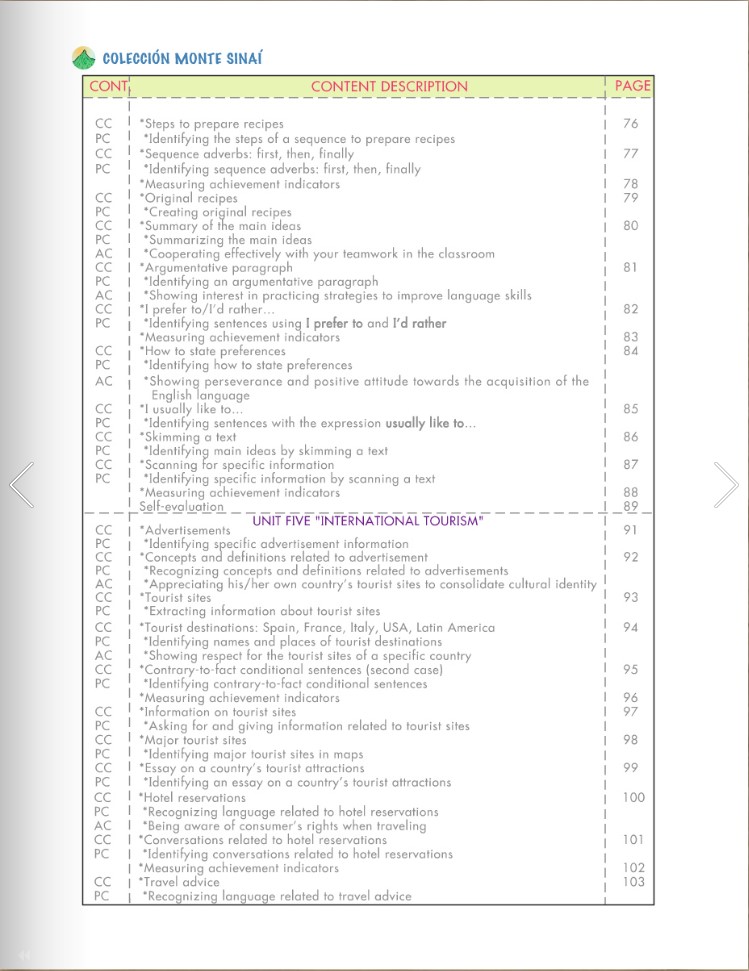 COLECCIÓN MONTE SINAÍ
CONT. CONTENT DESCRIPTION PAGE
CC *Steps to prepare recipes 76
PC *Identifying the steps of a sequence to prepare recipes
CC *Sequence adverbs: first, then, finally 77
PC *Identifying sequence adverbs: first, then, finally
*Measuring achievement indicators 78
CC *Original recipes 79
PC *Creating original recipes
CC *Summary of the main ideas 80
PC *Summarizing the main ideas
AC *Cooperating effectively with your teamwork in the classroom
CC *Argumentative paragraph 81
PC *Identifying an argumentative paragraph
AC *Showing interest in practicing strategies to improve language skills
CC *I prefer to/I'd rather... 82
PC *Identifying sentences using I prefer to and I'd rather
*Measuring achievement indicators 83
CC *How to state preferences 84
PC *Identifying how to state preferences
AC *Showing perseverance and positive attitude towards the acquisition of the
English language
CC *I usually like to... 85
PC *Identifying sentences with the expression usually like to...
CC *Skimming a text 86
PC *Identifying main ideas by skimming a text
CC *Scanning for specific information 87
PC *Identifying specific information by scanning a text
*Measuring achievement indicators 88
Self-evaluation 89
UNIT FIVE "INTERNATIONAL TOURISM"
CC *Advertisements 91
PC *Identifying specific advertisement information
CC *Concepts and definitions related to advertisement 92
PC *Recognizing concepts and definitions related to advertisements
AC *Appreciating his/her own country's tourist sites to consolidate cultural identity
CC *Tourist sites 93
PC *Extracting information about tourist sites
CC *Tourist destinations: Spain, France, Italy, USA, Latin America 94
PC *Identifying names and places of tourist destinations
AC *Showing respect for the tourist sites of a specific country
CC *Contrary-to-fact conditional sentences (second case) 95
PC *Identifying contrary-to-fact conditional sentences
*Measuring achievement indicators 96
CC *Information on tourist sites 97
PC *Asking for and giving information related to tourist sites
CC *Major tourist sites 98
PC *Identifying major tourist sites in maps
CC *Essay on a country's tourist attractions 99
PC *Identifying an essay on a country's tourist attractions
CC *Hotel reservations 100
PC *Recognizing language related to hotel reservations
AC *Being aware of consumer's rights when traveling
CC *Conversations related to hotel reservations 101
PC *Identifying conversations related to hotel reservations
*Measuring achievement indicators 102
CC *Travel advice 103
PC *Recognizing language related to travel advice